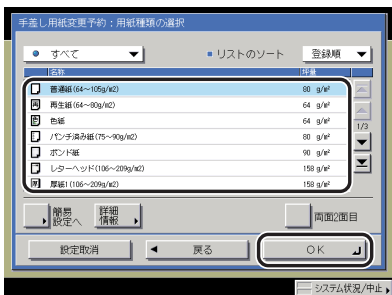 手差し用紙変更予約：用紙種類の選択
すべて ▼ ■ リストのソート 登録順 ▼
名称 坪量
普通紙(64～105g/m2) 80 g/m²
再生紙(64～80g/m2) 64 g/m²
色紙 64 g/m²
パンチ済み紙(75～90g/m2) 80 g/m²
ボンド紙 90 g/m²
レターヘッド(106～209g/m2) 158 g/m²
厚紙1(106～209g/m2) 158 g/m²
1/3
簡易設定へ
詳細情報
両面2面目
設定取消 戻る OK
システム状況/中止